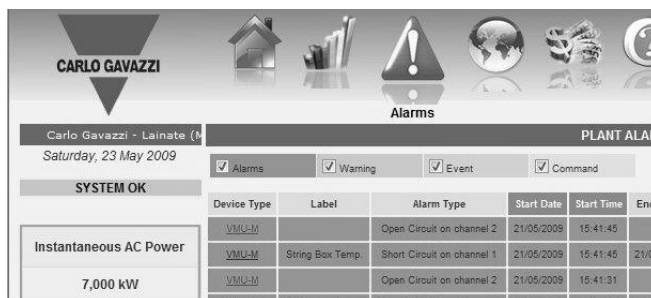 CARLO GAVAZZI
Alarms
Carlo Gavazzi - Lainate (M
PLANT ALA
Saturday, 23 May 2009
Alarms Warning Event Command
SYSTEM OK
Device Type Label Alarm Type Start Date Start Time En
VMU-M Open Circuit on channel 2 21/05/2009 15:41:45
Instantaneous AC Power
VMU-M String Box Temp. Short Circuit on channel 1 21/05/2009 15:41:45 21/0
7,000 kW
VMU-M Open Circuit on channel 2 21/05/2009 15:41:31